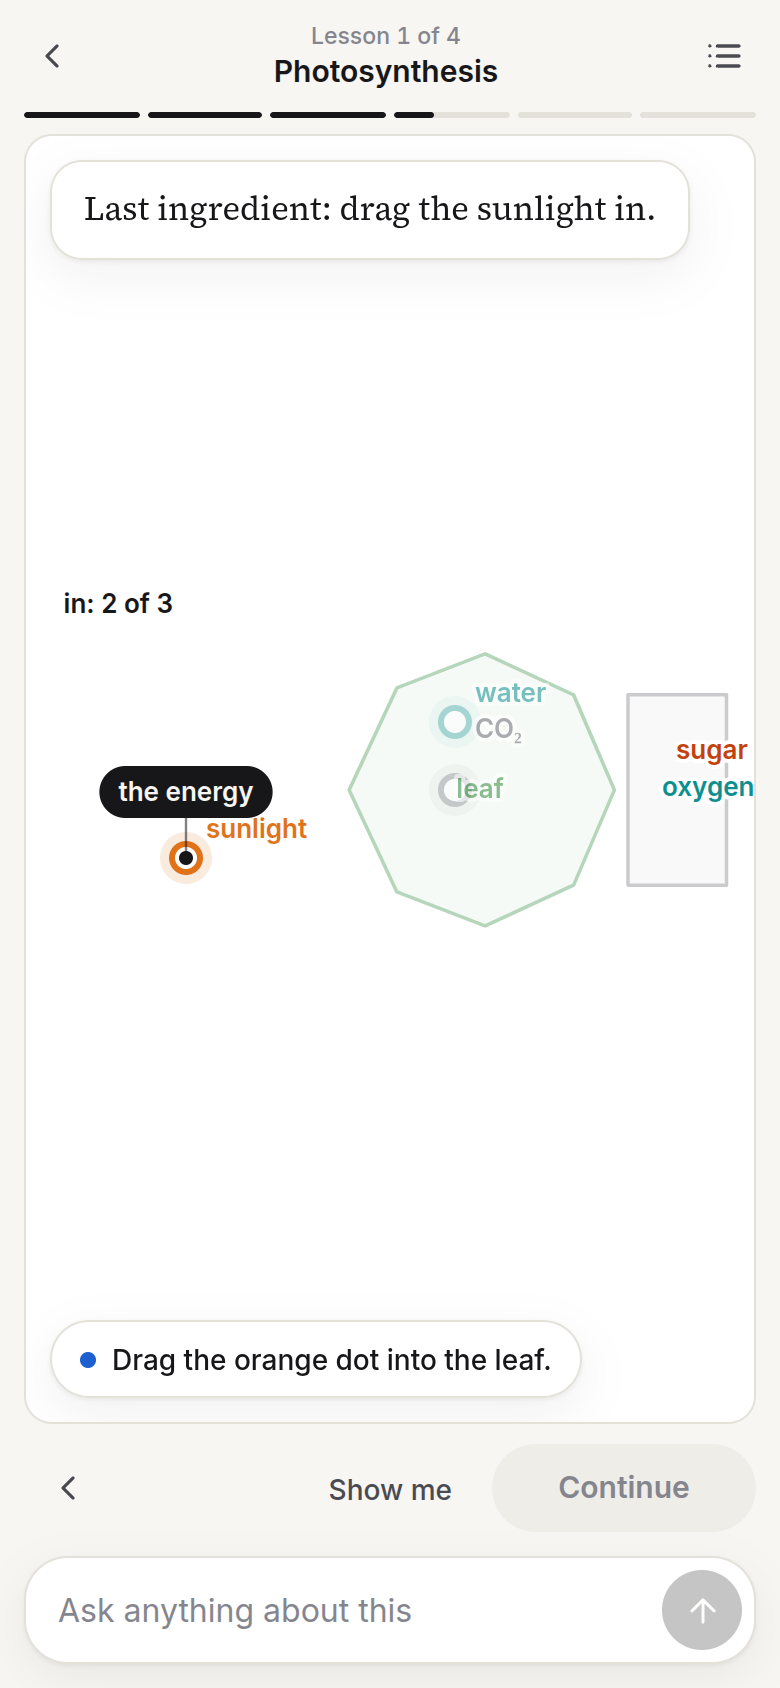 Lesson 1 of 4
Photosynthesis
Last ingredient: drag the sunlight in.
in: 2 of 3
water
CO₂
leaf
sugar
oxygen
the energy
sunlight
Drag the orange dot into the leaf.
Show me
Continue
Ask anything about this